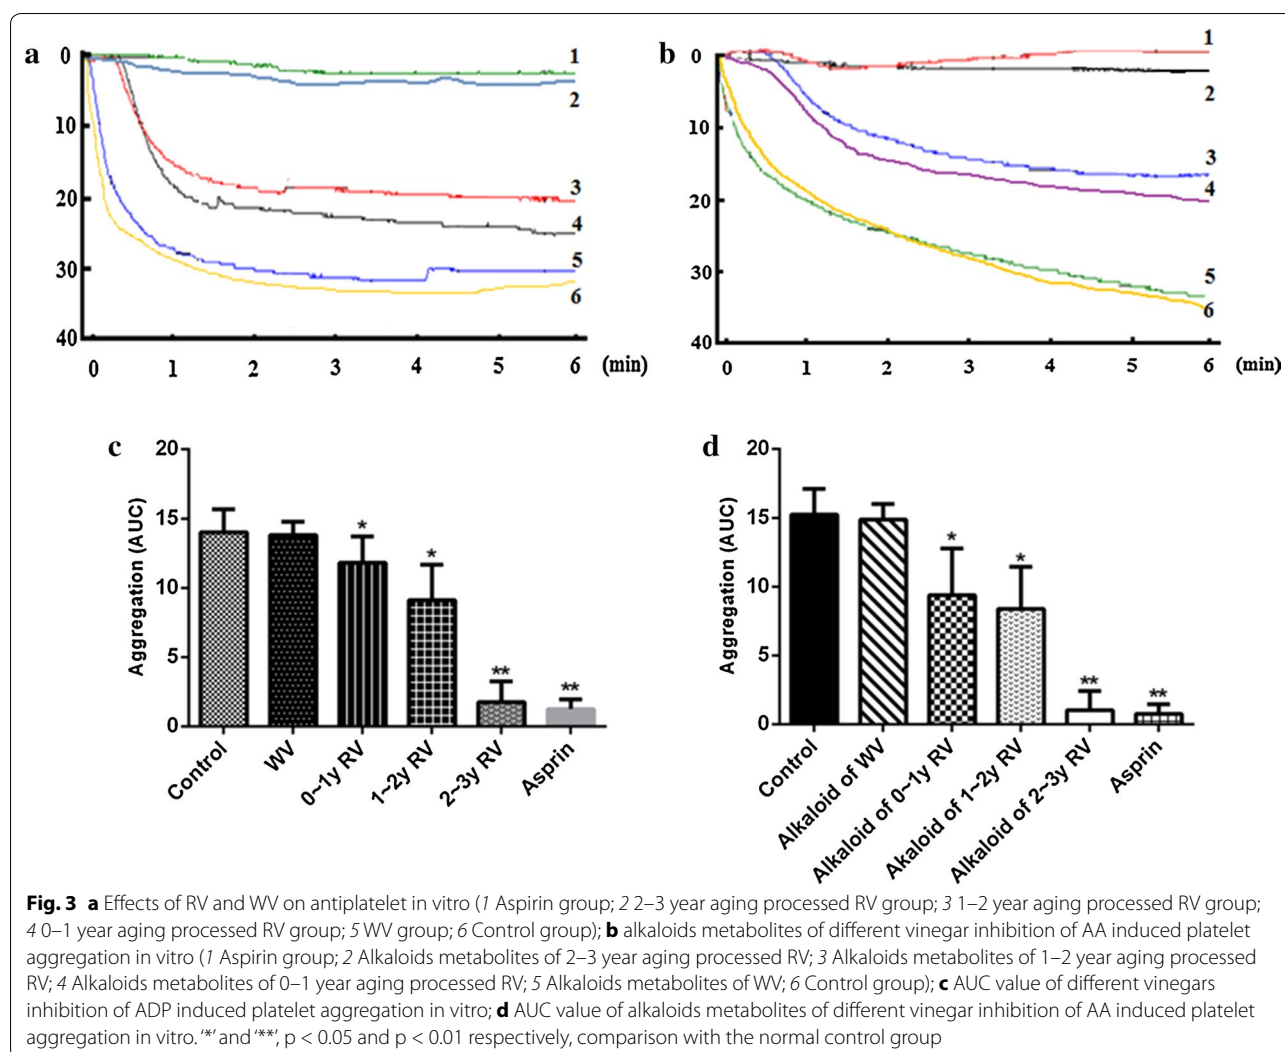 a
0
10
20
30
40
0 1 2 3 4 5 6 (min)
1
2
3
4
5
6
b
0
10
20
30
40
0 1 2 3 4 5 6 (min)
1
2
3
4
5
6
c
Aggregation (AUC)
20
15
10
5
0
*
*
**
**
Control
WV
0~1y RV
1~2y RV
2~3y RV
Asprin
d
Aggregation (AUC)
20
15
10
5
0
*
*
**
**
Control
Alkaloid of WV
Alkaloid of 0~1y RV
Akaloid of 1~2y RV
Alkaloid of 2~3y RV
Asprin
Fig. 3 a Effects of RV and WV on antiplatelet in vitro (1 Aspirin group; 2 2–3 year aging processed RV group; 3 1–2 year aging processed RV group;
4 0–1 year aging processed RV group; 5 WV group; 6 Control group); b alkaloids metabolites of different vinegar inhibition of AA induced platelet
aggregation in vitro (1 Aspirin group; 2 Alkaloids metabolites of 2–3 year aging processed RV; 3 Alkaloids metabolites of 1–2 year aging processed
RV; 4 Alkaloids metabolites of 0–1 year aging processed RV; 5 Alkaloids metabolites of WV; 6 Control group); c AUC value of different vinegars
inhibition of ADP induced platelet aggregation in vitro; d AUC value of alkaloids metabolites of different vinegar inhibition of AA induced platelet
aggregation in vitro. ‘*’ and ‘**’, p < 0.05 and p < 0.01 respectively, comparison with the normal control group